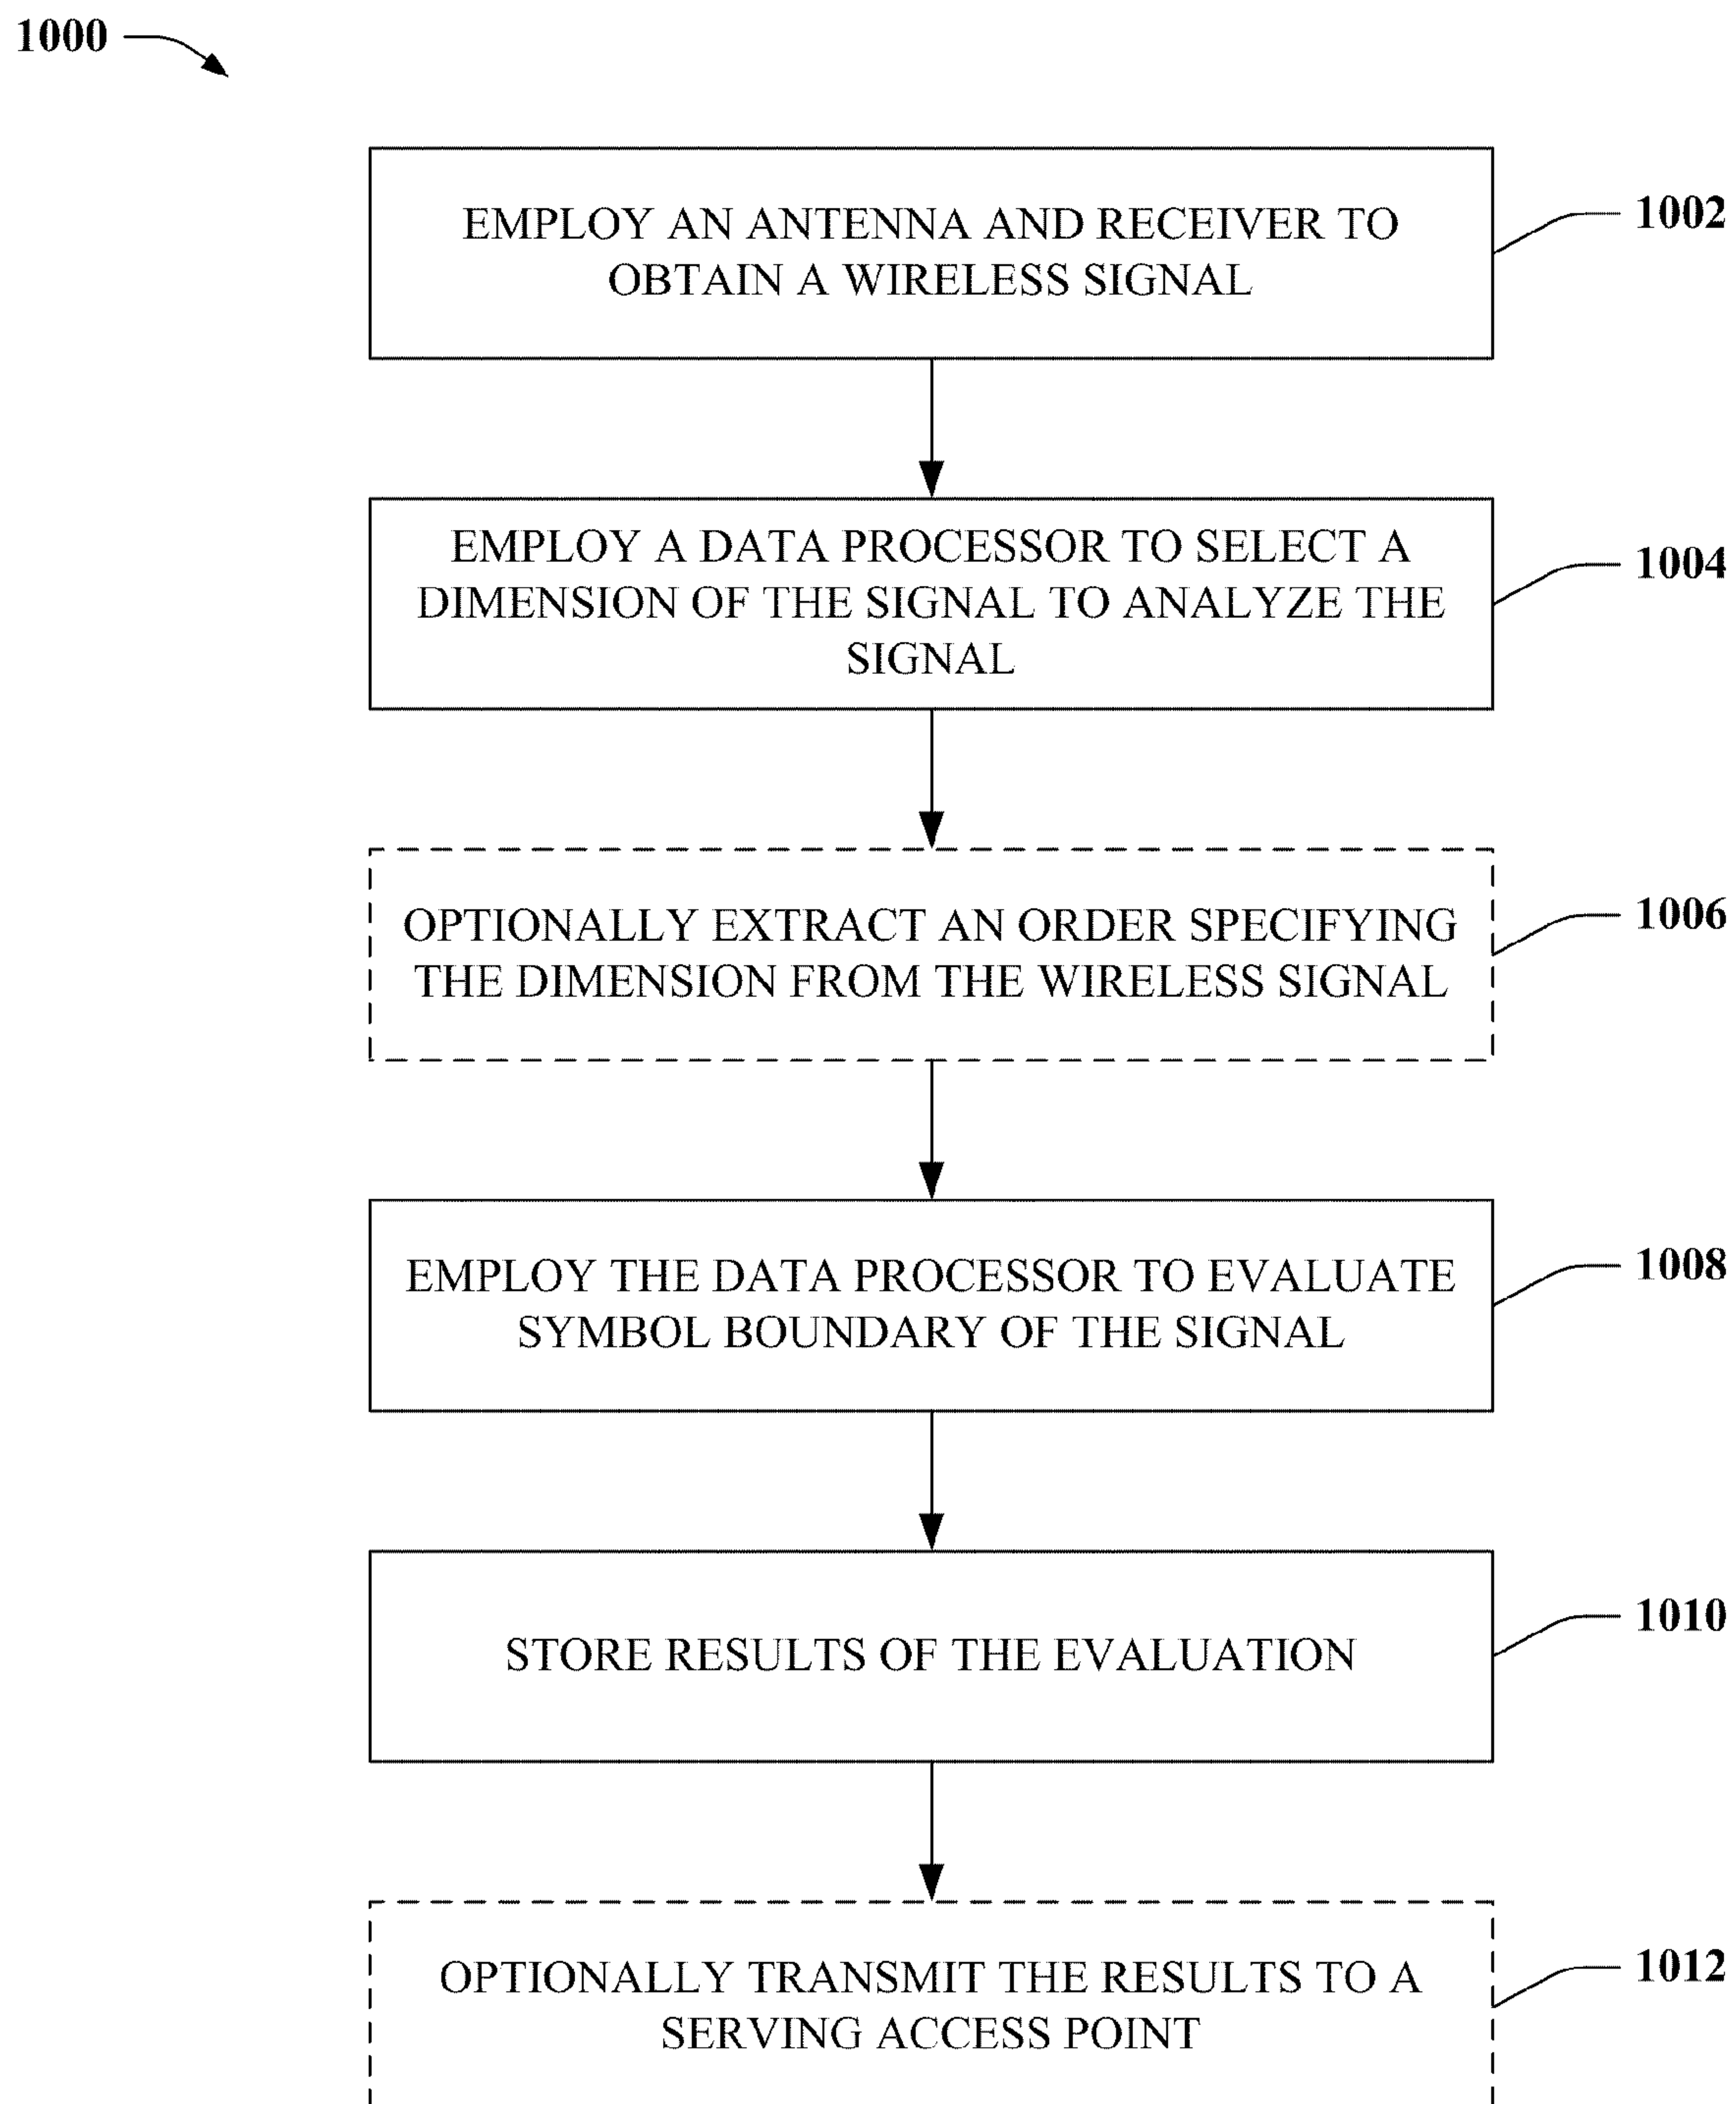 1000
EMPLOY AN ANTENNA AND RECEIVER TO
OBTAIN A WIRELESS SIGNAL
1002
EMPLOY A DATA PROCESSOR TO SELECT A
DIMENSION OF THE SIGNAL TO ANALYZE THE
SIGNAL
1004
OPTIONALLY EXTRACT AN ORDER SPECIFYING
THE DIMENSION FROM THE WIRELESS SIGNAL
1006
EMPLOY THE DATA PROCESSOR TO EVALUATE
SYMBOL BOUNDARY OF THE SIGNAL
1008
STORE RESULTS OF THE EVALUATION
1010
OPTIONALLY TRANSMIT THE RESULTS TO A
SERVING ACCESS POINT
1012